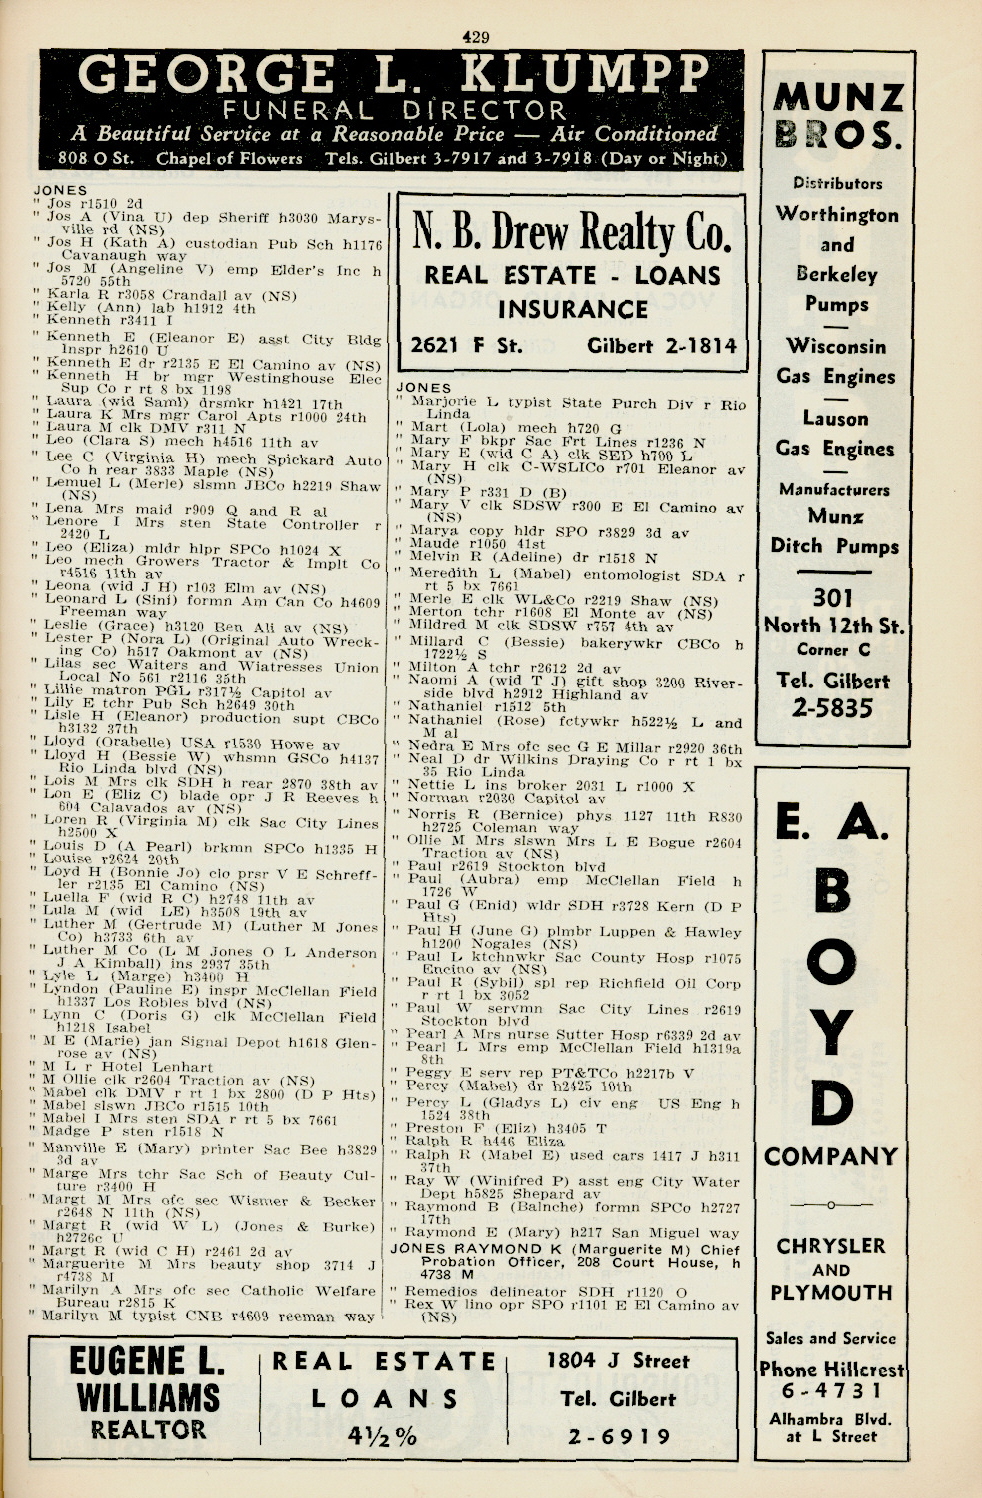 429
GEORGE L. KLUMPP
FUNERAL DIRECTOR
A Beautiful Service at a Reasonable Price — Air Conditioned
808 O St. Chapel of Flowers Tels. Gilbert 3-7917 and 3-7918 (Day or Night)
JONES
" Jos r1510 2d
" Jos A (Vina U) dep Sheriff h3030 Marys-
ville rd (NS)
" Jos H (Kath A) custodian Pub Sch h1176
Cavanaugh way
" Jos M (Angeline V) emp Elder's Inc h
5720 55th
" Karla R r3058 Crandall av (NS)
" Kelly (Ann) lab h1912 4th
" Kenneth r3411 I
" Kenneth E (Eleanor E) asst City Bldg
Inspr h2610 U
" Kenneth E dr r2135 E El Camino av (NS)
" Kenneth H br mgr Westinghouse Elec
Sup Co r rt 8 bx 1198
" Laura (wid Saml) drsmkr h1421 17th
" Laura K Mrs mgr Carol Apts r1000 24th
" Laura M clk DMV r311 N
" Leo (Clara S) mech h4516 11th av
" Lee C (Virginia H) mech Spickard Auto
Co h rear 3833 Maple (NS)
" Lemuel L (Merle) slsmn JBCo h2219 Shaw
(NS)
" Lena Mrs maid r909 Q and R al
" Lenore I Mrs sten State Controller r
2420 L
" Leo (Eliza) mldr hlpr SPCo h1024 X
" Leo mech Growers Tractor & Implt Co
r4516 11th av
" Leona (wid J H) r103 Elm av (NS)
" Leonard L (Sini) formn Am Can Co h4609
Freeman way
" Leslie (Grace) h3120 Ben Ali av (NS)
" Lester P (Nora L) (Original Auto Wreck-
ing Co) h517 Oakmont av (NS)
" Lilas sec Waiters and Wiatresses Union
Local No 561 r2116 35th
" Lillie matron PGL r317½ Capitol av
" Lily E tchr Pub Sch h2649 30th
" Lisle H (Eleanor) production supt CBCo
h3132 37th
" Lloyd (Orabelle) USA r1530 Howe av
" Lloyd H (Bessie W) whsmn GSCo h4137
Rio Linda blvd (NS)
" Lois M Mrs clk SDH h rear 2870 38th av
" Lon E (Eliz C) blade opr J R Reeves h
604 Calavados av (NS)
" Loren R (Virginia M) clk Sac City Lines
h2500 X
" Louis D (A Pearl) brkmn SPCo h1335 H
" Louise r2624 20th
" Loyd H (Bonnie Jo) clo prsr V E Schreff-
ler r2135 El Camino (NS)
" Luella F (wid R C) h2748 11th av
" Lula M (wid LE) h3508 19th av
" Luther M (Gertrude M) (Luther M Jones
Co) h3733 6th av
" Luther M Co (L M Jones O L Anderson
J A Kimball) ins 2937 35th
" Lyle L (Marge) h3400 H
" Lyndon (Pauline E) inspr McClellan Field
h1337 Los Robles blvd (NS)
" Lynn C (Doris G) clk McClellan Field
h1218 Isabel
" M E (Marie) jan Signal Depot h1618 Glen-
rose av (NS)
" M L r Hotel Lenhart
" M Ollie clk r2604 Traction av (NS)
" Mabel clk DMV r rt 1 bx 2800 (D P Hts)
" Mabel slswn JBCo r1515 10th
" Mabel I Mrs sten SDA r rt 5 bx 7661
" Madge P sten r1518 N
" Manville E (Mary) printer Sac Bee h3829
3d av
" Marge Mrs tchr Sac Sch of Beauty Cul-
ture r3400 H
" Margt M Mrs ofc sec Wismer & Becker
r2648 N 11th (NS)
" Margt R (wid W L) (Jones & Burke)
h2726c U
" Margt R (wid C H) r2461 2d av
" Marguerite M Mrs beauty shop 3714 J
r4738 M
" Marilyn A Mrs ofc sec Catholic Welfare
Bureau r2815 K
" Marilyn M typist CNB r4609 reeman way
N. B. Drew Realty Co.
REAL ESTATE - LOANS
INSURANCE
2621 F St. Gilbert 2-1814
JONES
" Marjorie L typist State Purch Div r Rio
Linda
" Mart (Lola) mech h720 G
" Mary F bkpr Sac Frt Lines r1236 N
" Mary E (wid C A) clk SED h700 L
" Mary H clk C-WSLICo r701 Eleanor av
(NS)
" Mary P r331 D (B)
" Mary V clk SDSW r300 E El Camino av
(NS)
" Marya copy hldr SPO r3829 3d av
" Maude r1050 41st
" Melvin R (Adeline) dr r1518 N
" Meredith L (Mabel) entomologist SDA r
rt 5 bx 7661
" Merle E clk WL&Co r2219 Shaw (NS)
" Merton tchr r1608 El Monte av (NS)
" Mildred M clk SDSW r757 4th av
" Millard C (Bessie) bakerywkr CBCo h
1722½ S
" Milton A tchr r2612 2d av
" Naomi A (wid T J) gift shop 3200 River-
side blvd h2912 Highland av
" Nathaniel r1512 5th
" Nathaniel (Rose) fctywkr h522½ L and
M al
" Nedra E Mrs ofc sec G E Millar r2920 36th
" Neal D dr Wilkins Draying Co r rt 1 bx
35 Rio Linda
" Nettie L ins broker 2031 L r1000 X
" Norman r2030 Capitol av
" Norris R (Bernice) phys 1127 11th R830
h2725 Coleman way
" Ollie M Mrs slswn Mrs L E Bogue r2604
Traction av (NS)
" Paul r2619 Stockton blvd
" Paul (Aubra) emp McClellan Field h
1726 W
" Paul G (Enid) wldr SDH r3728 Kern (D P
Hts)
" Paul H (June G) plmbr Luppen & Hawley
h1200 Nogales (NS)
" Paul L ktchnwkr Sac County Hosp r1075
Encino av (NS)
" Paul R (Sybil) spl rep Richfield Oil Corp
r rt 1 bx 3052
" Paul W servmn Sac City Lines r2619
Stockton blvd
" Pearl A Mrs nurse Sutter Hosp r6339 2d av
" Pearl L Mrs emp McClellan Field h1319a
8th
" Peggy E serv rep PT&TCo h2217b V
" Percy (Mabel) dr h2425 10th
" Percy L (Gladys L) civ eng US Eng h
1524 38th
" Preston F (Eliz) h3405 T
" Ralph R h446 Eliza
" Ralph R (Mabel E) used cars 1417 J h311
37th
" Ray W (Winifred P) asst eng City Water
Dept h5825 Shepard av
" Raymond B (Balnche) formn SPCo h2727
17th
" Raymond E (Mary) h217 San Miguel way
JONES RAYMOND K (Marguerite M) Chief
Probation Officer, 208 Court House, h
4738 M
" Remedios delineator SDH r1120 O
" Rex W lino opr SPO r1101 E El Camino av
(NS)
MUNZ
BROS.
Distributors
Worthington
and
Berkeley
Pumps
Wisconsin
Gas Engines
Lauson
Gas Engines
Manufacturers
Munz
Ditch Pumps
301
North 12th St.
Corner C
Tel. Gilbert
2-5835
E. A.
B
O
Y
D
COMPANY
CHRYSLER
AND
PLYMOUTH
Sales and Service
Phone Hillcrest
6-4731
Alhambra Blvd.
at L Street
EUGENE L.
WILLIAMS
REALTOR
REAL ESTATE
LOANS
4½%
1804 J Street
Tel. Gilbert
2-6919